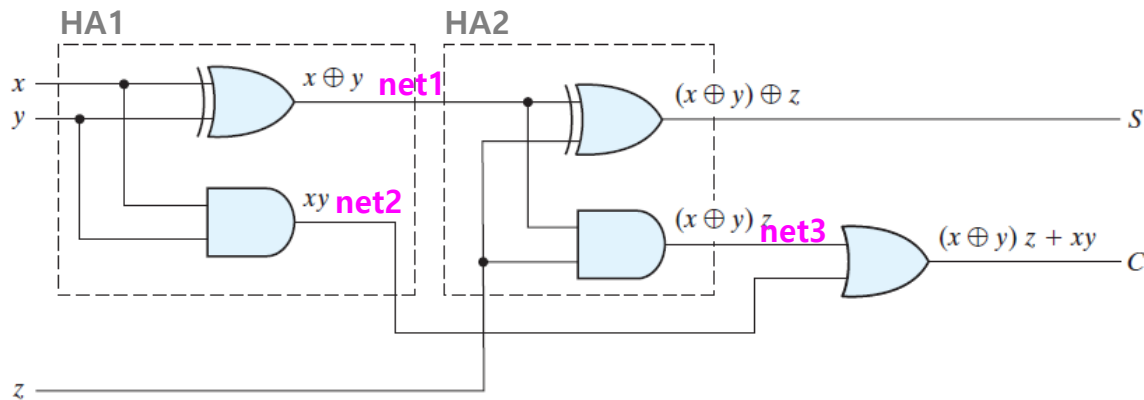 HA1
HA2
x
y
x ⊕ y
net1
(x ⊕ y) ⊕ z
S
xy
net2
(x ⊕ y) z
net3
(x ⊕ y) z + xy
C
z